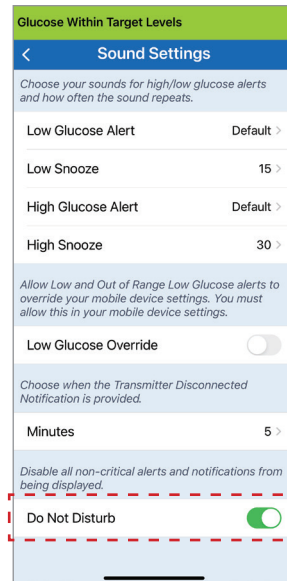 Glucose Within Target Levels
Sound Settings
Choose your sounds for high/low glucose alerts
and how often the sound repeats.
Low Glucose Alert Default >
Low Snooze 15 >
High Glucose Alert Default >
High Snooze 30 >
Allow Low and Out of Range Low Glucose alerts to
override your mobile device settings. You must
allow this in your mobile device settings.
Low Glucose Override
Choose when the Transmitter Disconnected
Notification is provided.
Minutes 5 >
Disable all non-critical alerts and notifications from
being displayed.
Do Not Disturb